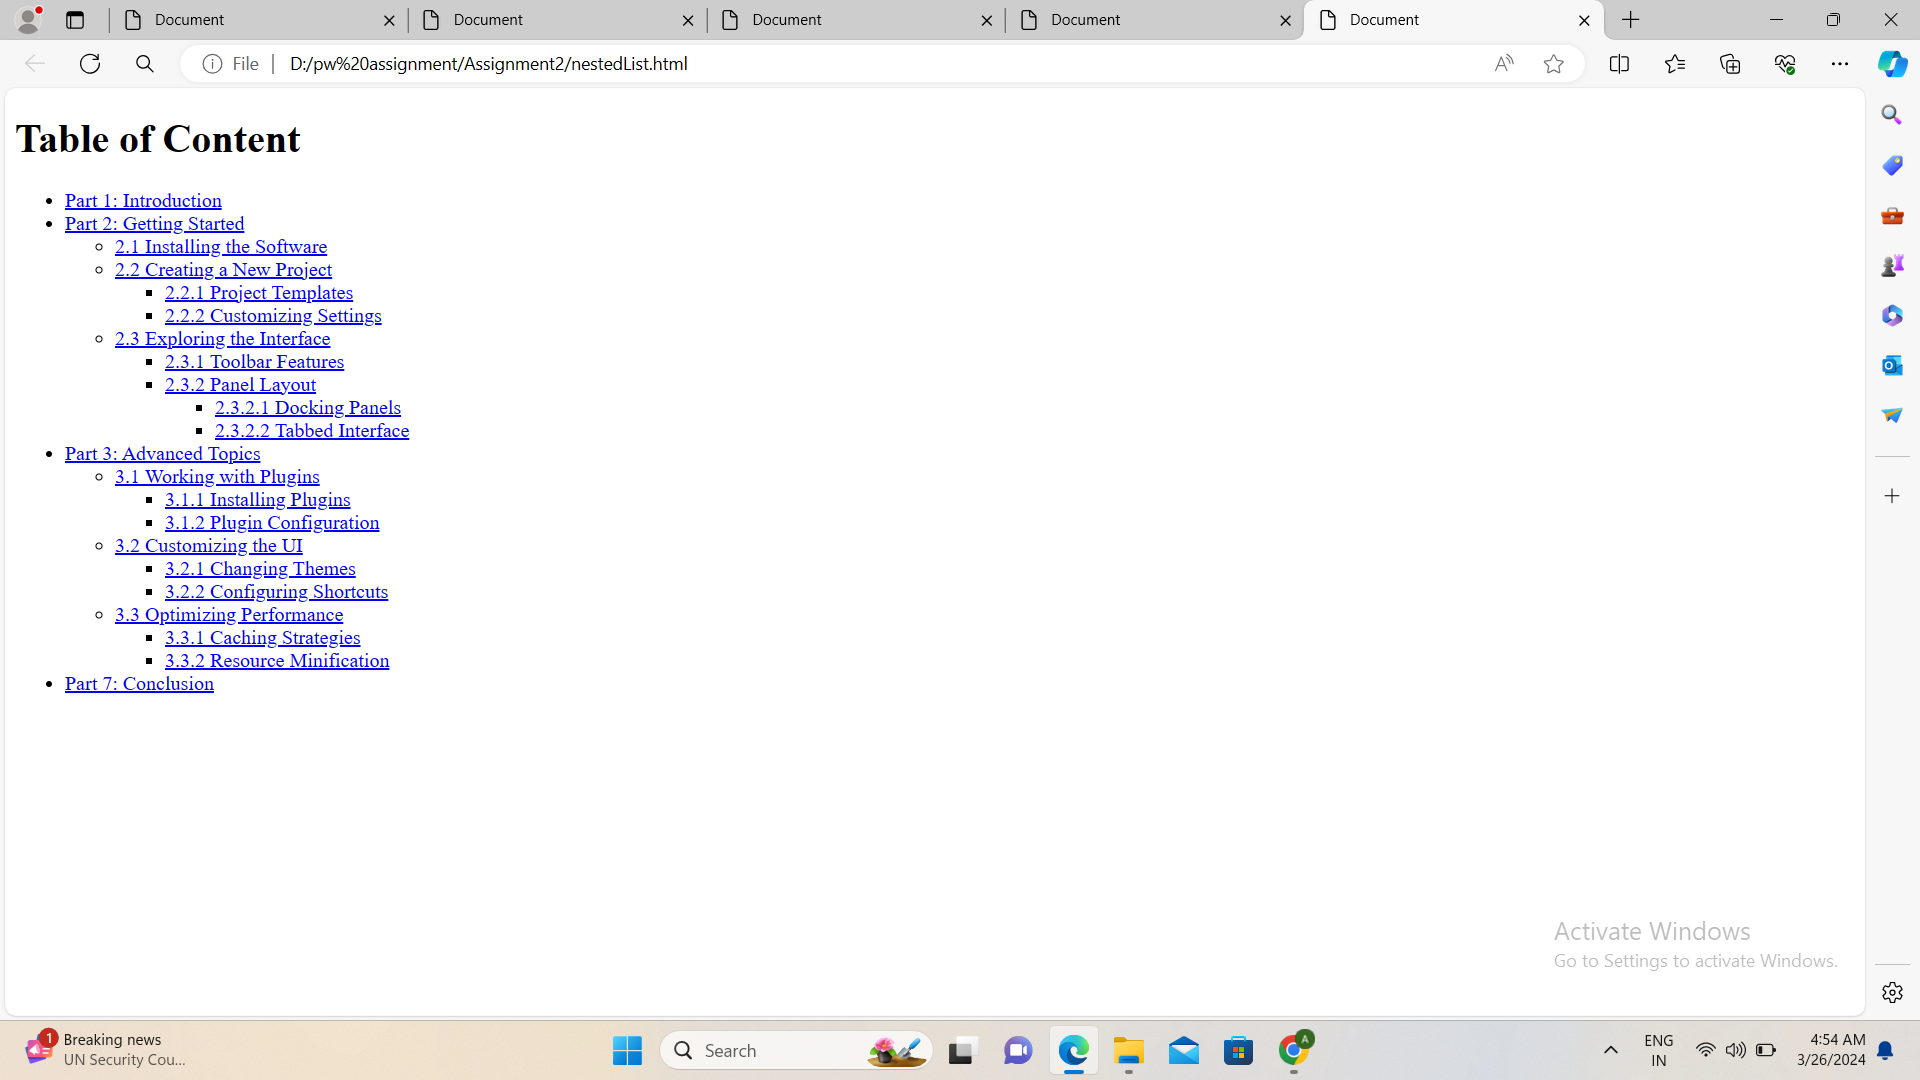 Document
Document
Document
Document
Document
File
D:/pw%20assignment/Assignment2/nestedList.html
Table of Content
Part 1: Introduction
Part 2: Getting Started
2.1 Installing the Software
2.2 Creating a New Project
2.2.1 Project Templates
2.2.2 Customizing Settings
2.3 Exploring the Interface
2.3.1 Toolbar Features
2.3.2 Panel Layout
2.3.2.1 Docking Panels
2.3.2.2 Tabbed Interface
Part 3: Advanced Topics
3.1 Working with Plugins
3.1.1 Installing Plugins
3.1.2 Plugin Configuration
3.2 Customizing the UI
3.2.1 Changing Themes
3.2.2 Configuring Shortcuts
3.3 Optimizing Performance
3.3.1 Caching Strategies
3.3.2 Resource Minification
Part 7: Conclusion
Activate Windows
Go to Settings to activate Windows.
1
Breaking news
UN Security Cou...
Search
A
ENG
IN
4:54 AM
3/26/2024